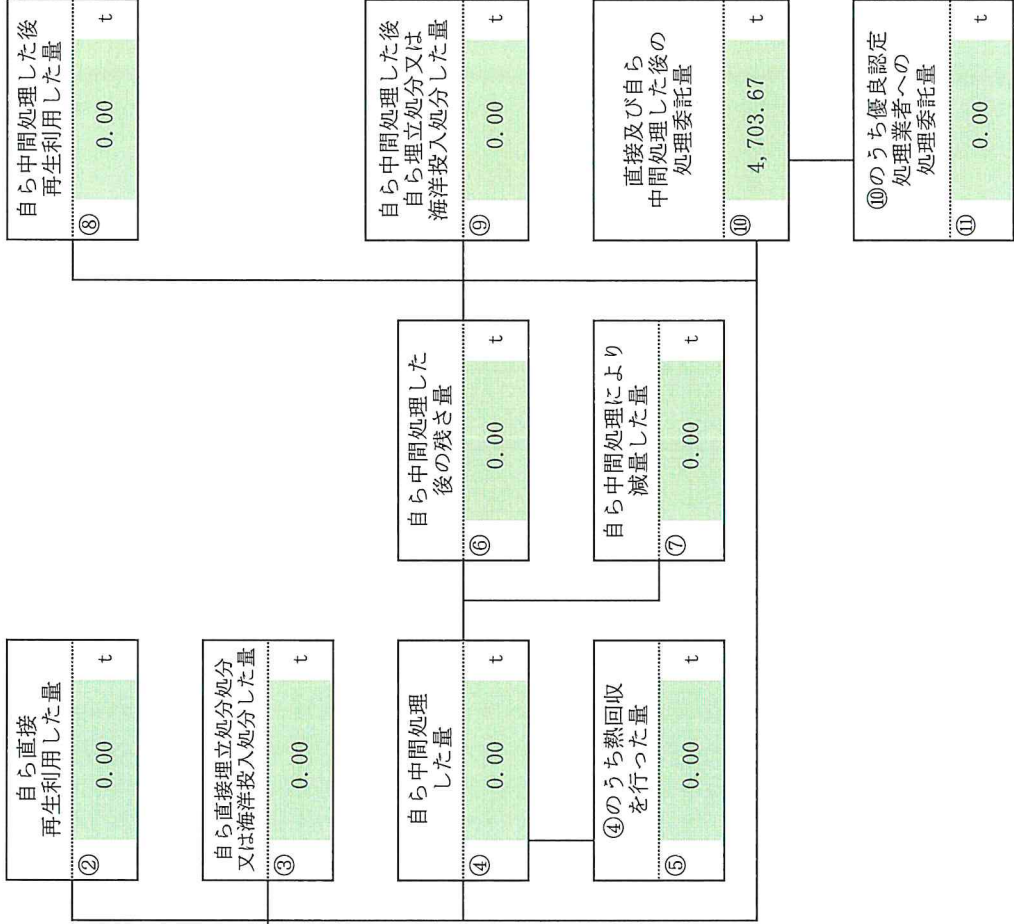 自ら直接
再生利用した量
②
0.00
t
自ら直接埋立処分処分
又は海洋投入処分した量
③
0.00
t
自ら中間処理
した量
④
0.00
t
④のうち熱回収
を行った量
⑤
0.00
t
自ら中間処理した
後の残さ量
⑥
0.00
t
自ら中間処理により
減量した量
⑦
0.00
t
自ら中間処理した後
再生利用した量
⑧
0.00
t
自ら中間処理した後
自ら埋立処分又は
海洋投入処分した量
⑨
0.00
t
直接及び自ら
中間処理した後の
処理委託量
⑩
4,703.67
t
⑩のうち優良認定
処理業者への
処理委託量
⑪
0.00
t